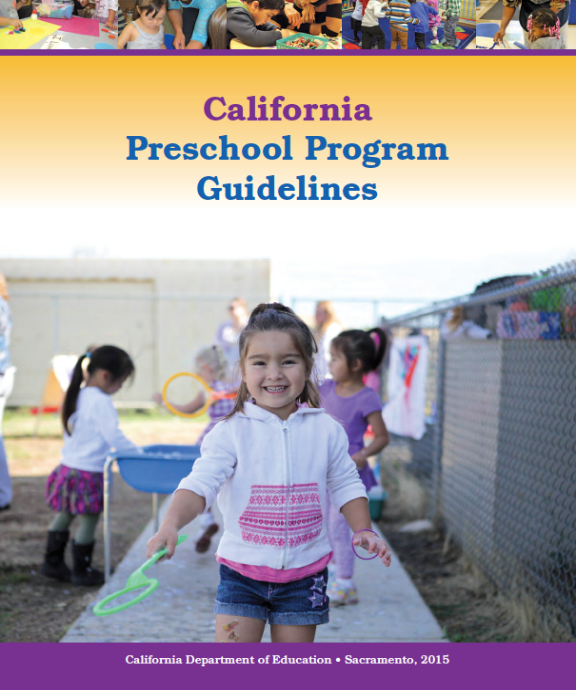 California
Preschool Program
Guidelines
California Department of Education • Sacramento, 2015